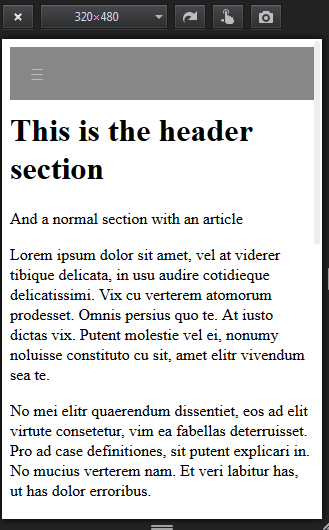 320×480
This is the header
section
And a normal section with an article
Lorem ipsum dolor sit amet, vel at viderer
tibique delicata, in usu audire cotidieque
delicatissimi. Vix cu verterem atomorum
prodesset. Omnis persius quo te. At iusto
dictas vix. Putent molestie vel ei, nonumy
noluisse constituto cu sit, amet elitr vivendum
sea te.
No mei elitr quaerendum dissentiet, eos ad elit
virtute consetetur, vim ea fabellas deterruisset.
Pro ad case definitiones, sit putent explicari in.
No mucius verterem nam. Et veri labitur has,
ut has dolor erroribus.